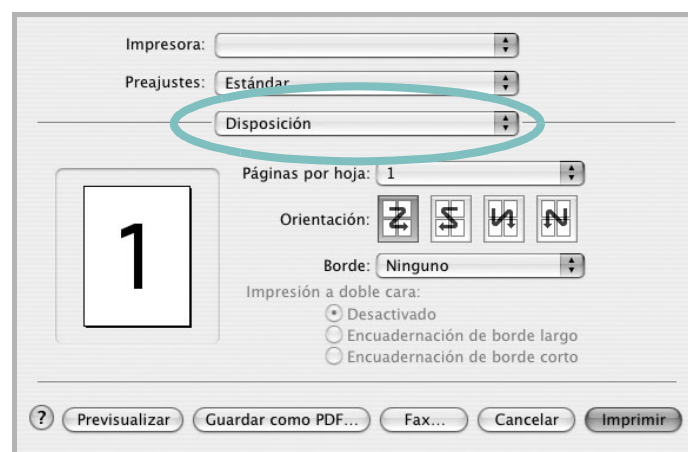 Impresora:
Preajustes: Estándar
Disposición
Páginas por hoja: 1
1
Orientación:
Borde: Ninguno
Impresión a doble cara:
Desactivado
Encuadernación de borde largo
Encuadernación de borde corto
? Previsualizar Guardar como PDF... Fax... Cancelar Imprimir